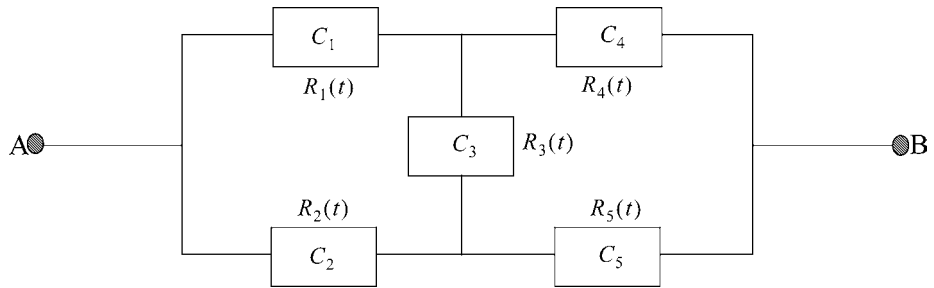 C₁ C₄
R₁(t) R₄(t)
A C₃ R₃(t) B
R₂(t) R₅(t)
C₂ C₅